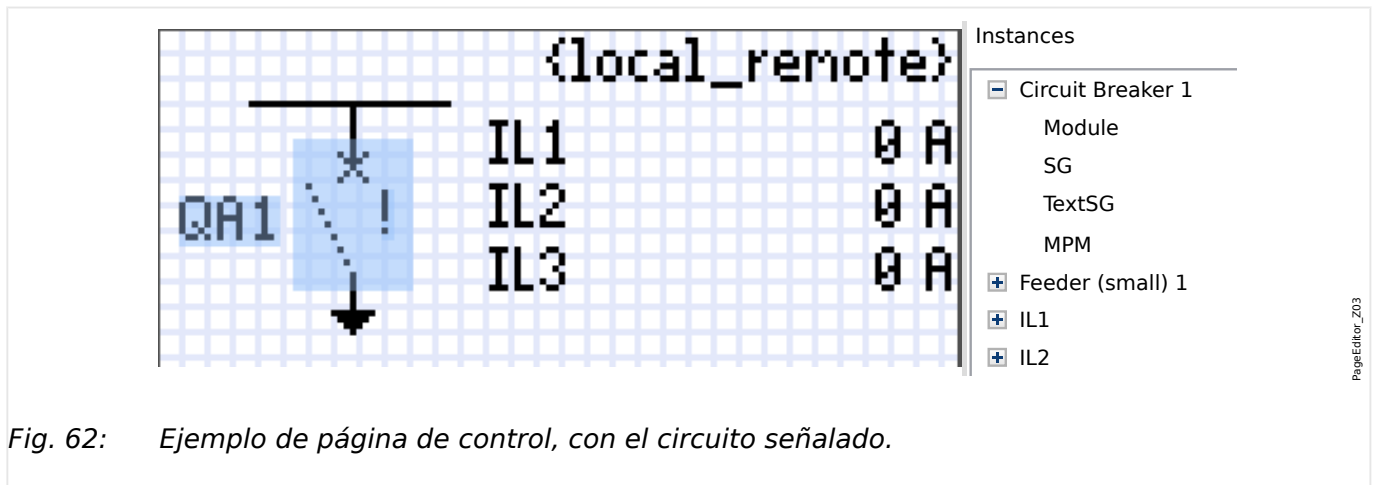 {local_remote}
IL1 0 A
QA1 !
IL2 0 A
IL3 0 A
Instances
Circuit Breaker 1
Module
SG
TextSG
MPM
Feeder (small) 1
IL1
IL2
PageEditor_Z03
Fig. 62: Ejemplo de página de control, con el circuito señalado.